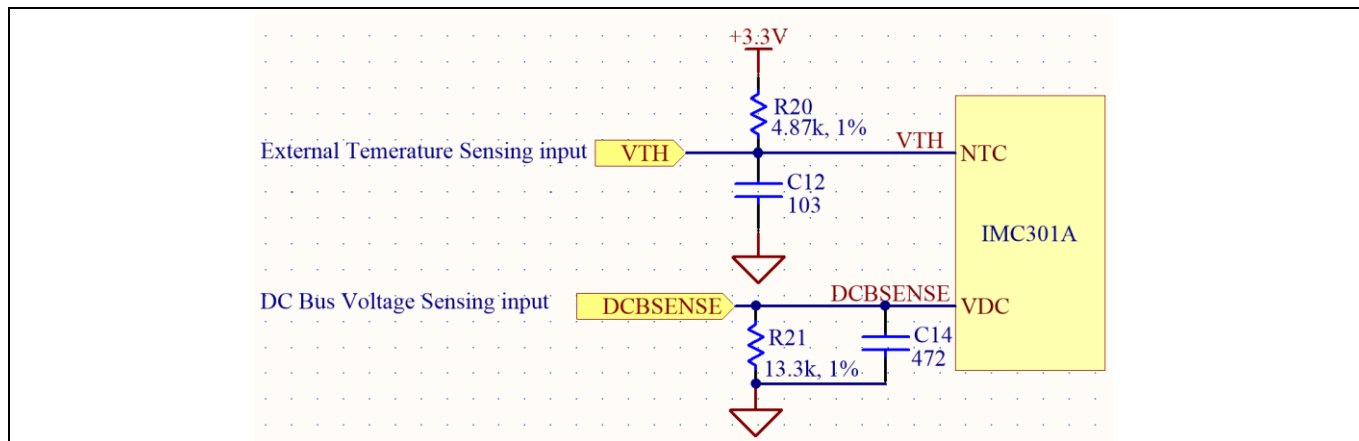 +3.3V
R20
4.87k, 1%
External Temerature Sensing input
VTH
VTH
NTC
C12
103
IMC301A
DC Bus Voltage Sensing input
DCBSENSE
DCBSENSE
VDC
R21
13.3k, 1%
C14
472